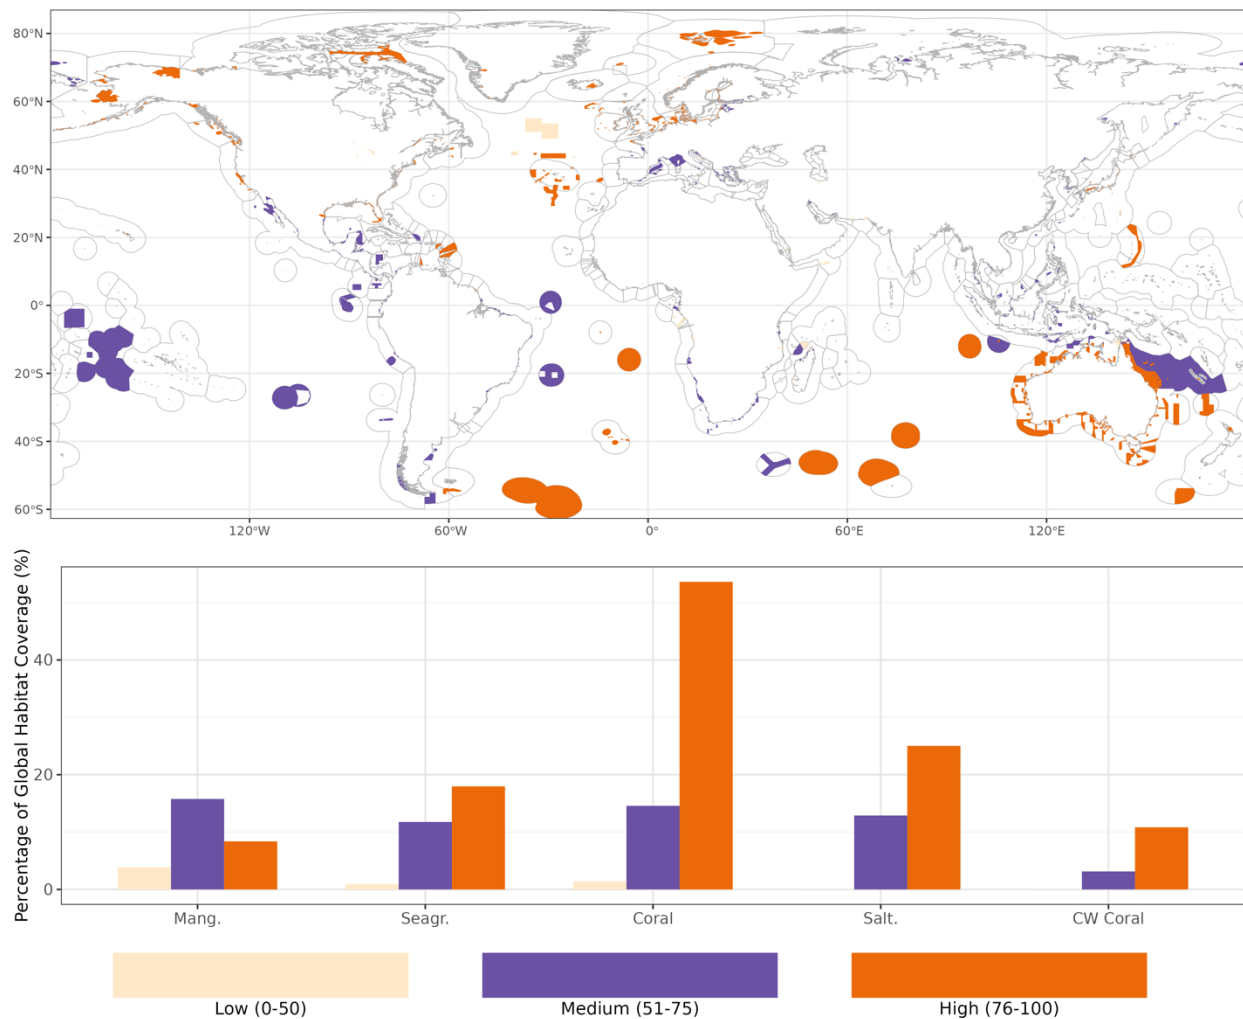 80°N
60°N
40°N
20°N
0°
20°S
40°S
60°S
120°W
60°W
0°
60°E
120°E
Percentage of Global Habitat Coverage (%)
40
20
0
Mang.
Seagr.
Coral
Salt.
CW Coral
Low (0-50)
Medium (51-75)
High (76-100)